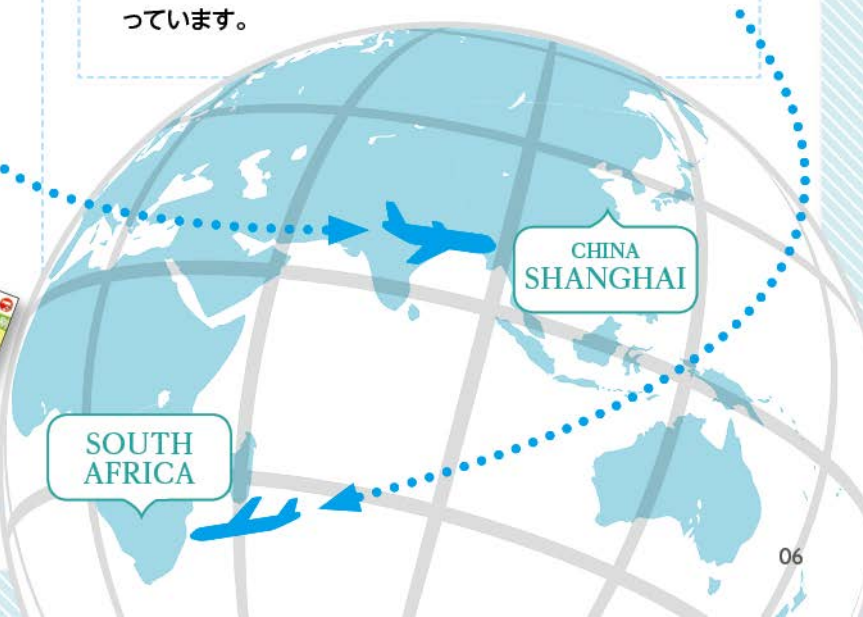 っています。
CHINA
SHANGHAI
SOUTH
AFRICA
06